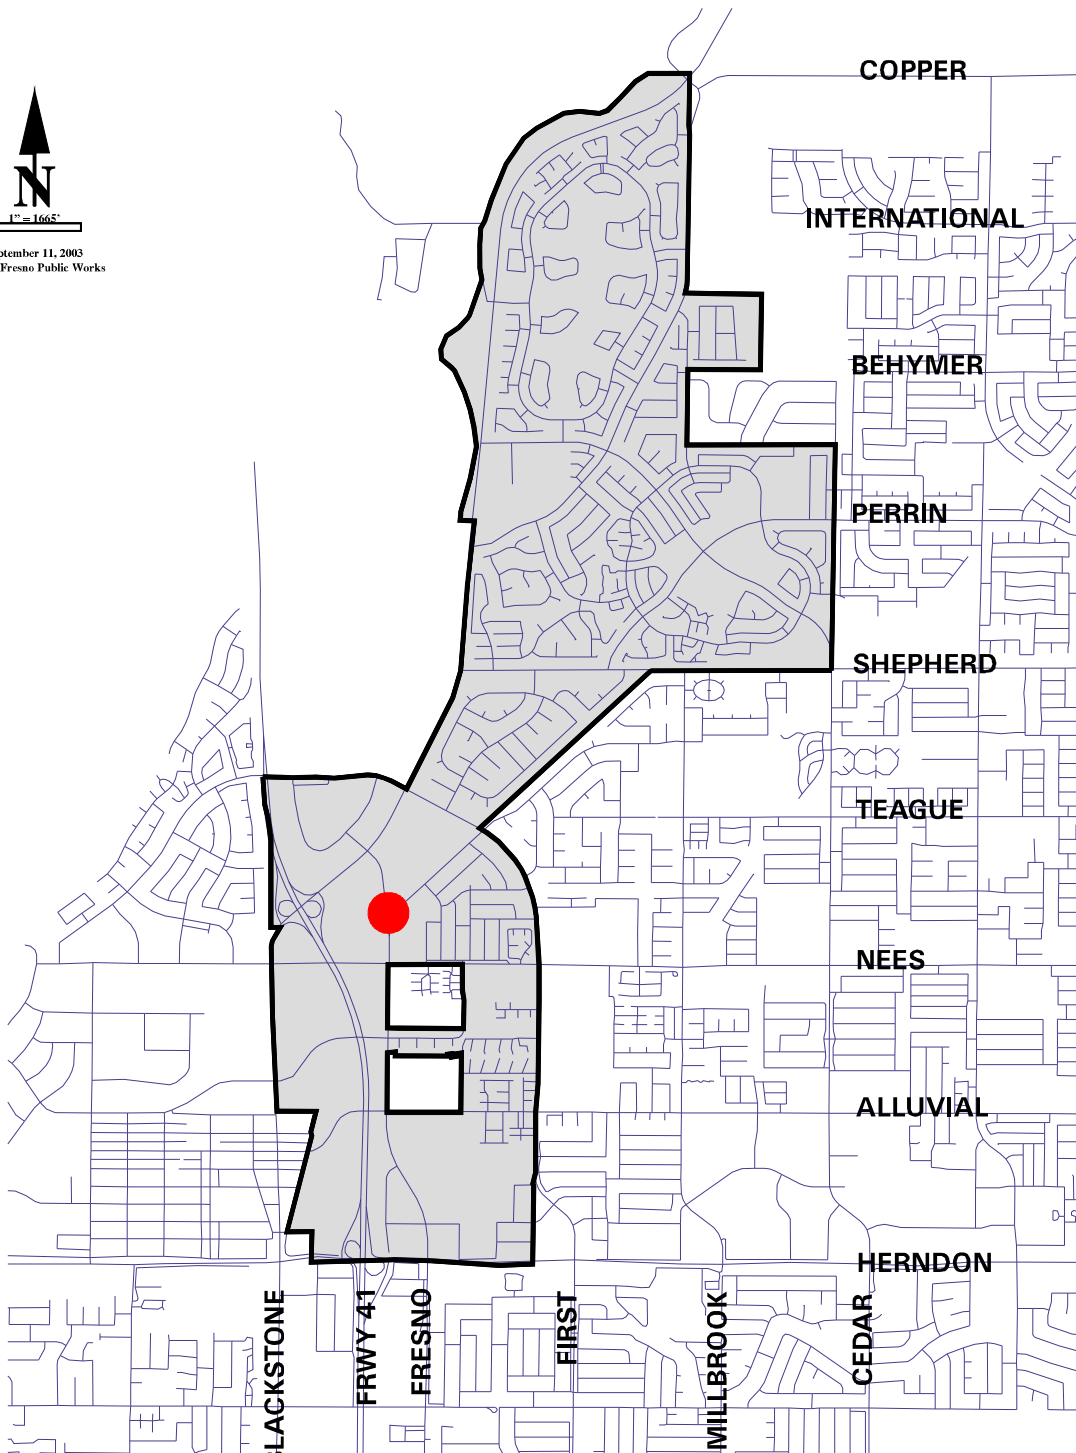 COPPER
N
1" = 1665'
INTERNATIONAL
ptember 11, 2003
Fresno Public Works
BEHYMER
PERRIN
SHEPHERD
TEAGUE
NEES
ALLUVIAL
HERNDON
LACKSTONE
FRWY 41
FRESNO
FIRST
MILLBROOK
CEDAR